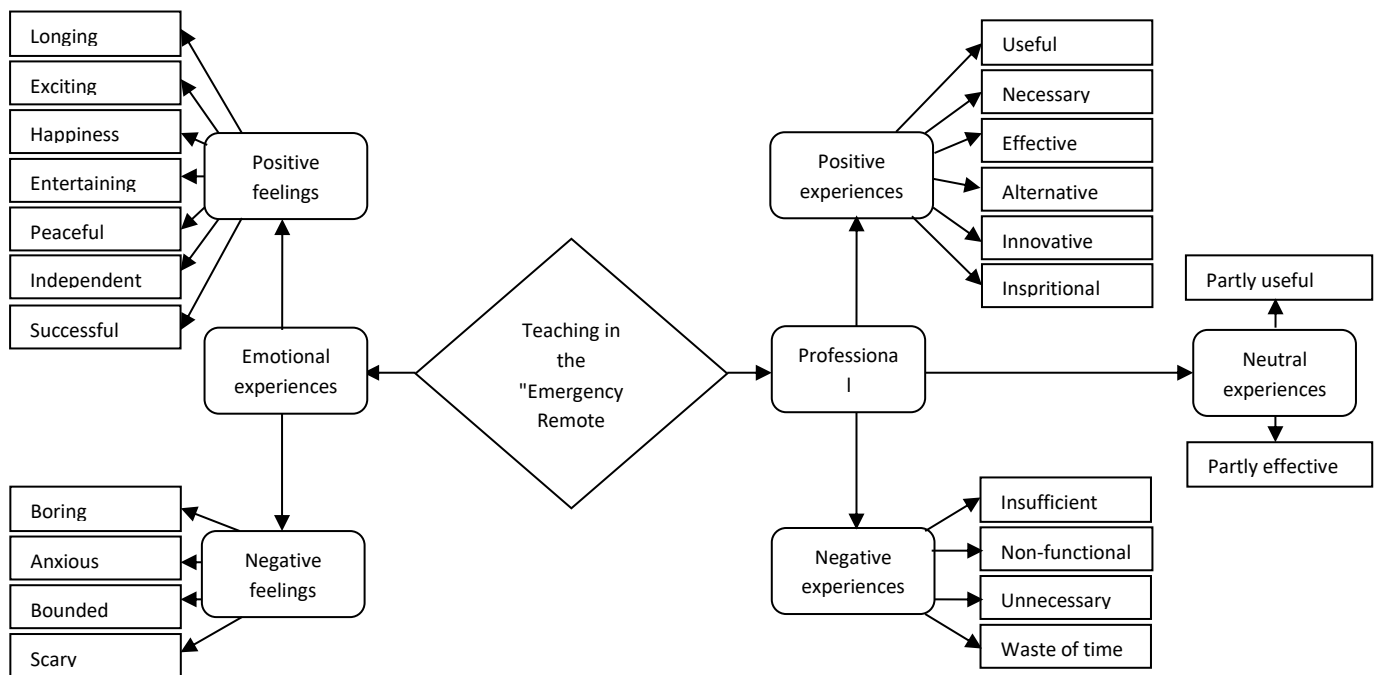 Longing
Exciting
Happiness
Entertaining
Peaceful
Independent
Successful
Positive
feelings
Emotional
experiences
Negative
feelings
Boring
Anxious
Bounded
Scary
Teaching in
the
"Emergency
Remote
Professiona
l
Positive
experiences
Useful
Necessary
Effective
Alternative
Innovative
Inspritional
Partly useful
Neutral
experiences
Partly effective
Negative
experiences
Insufficient
Non-functional
Unnecessary
Waste of time